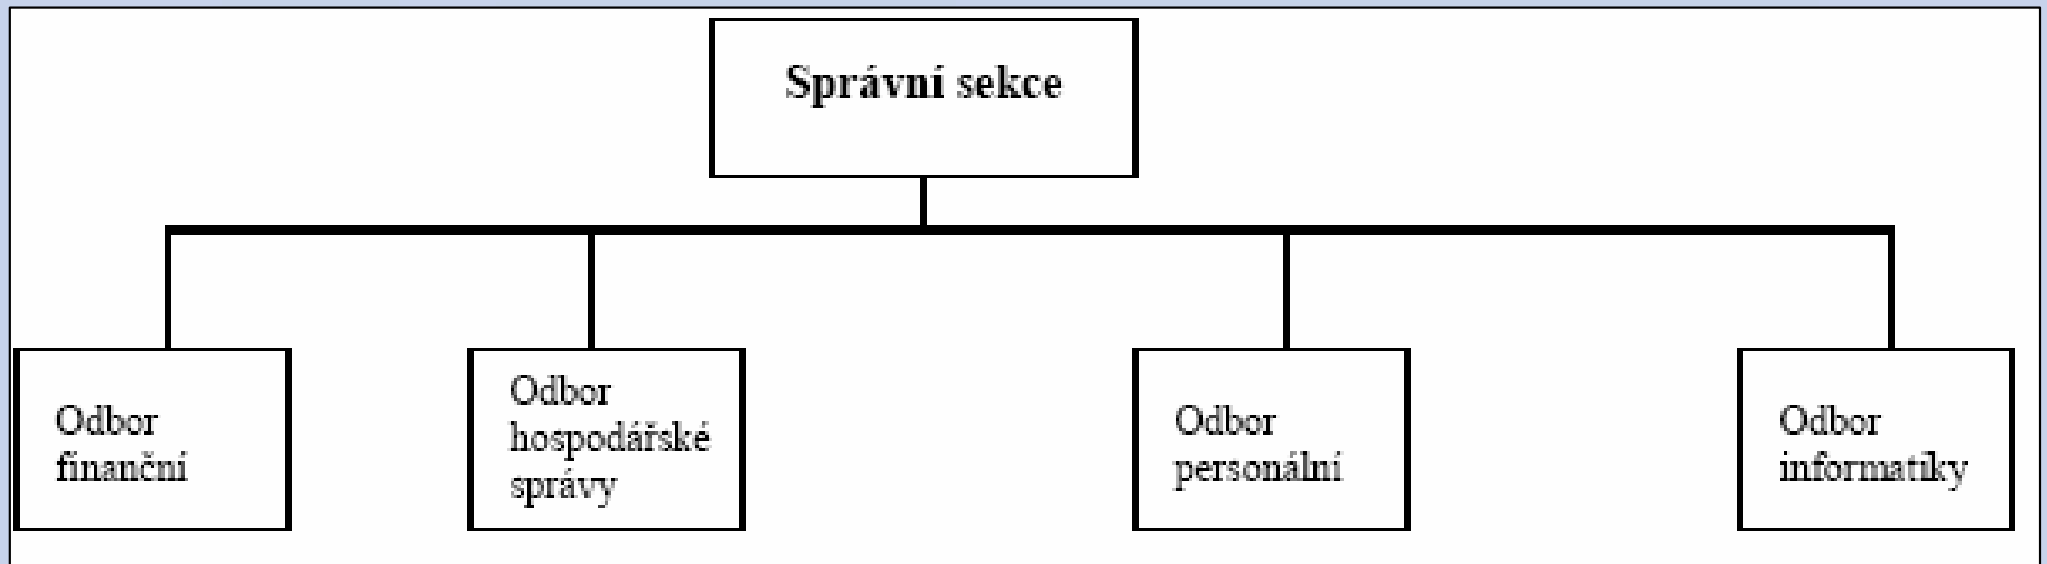 Správní sekce
Odbor
finanční
Odbor
hospodářské
správy
Odbor
personální
Odbor
informatiky